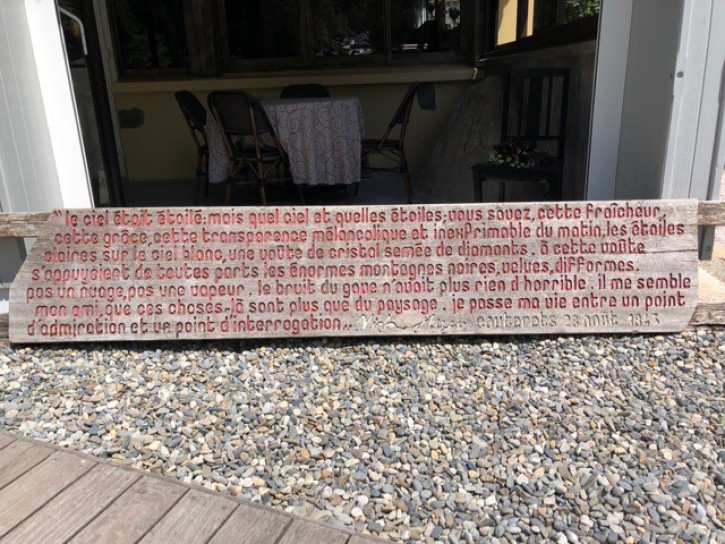 "le ciel était étoilé; mais quel ciel et quelles étoiles; vous savez, cette fraîcheur,
cette grâce, cette transparence mélancolique et inexprimable du matin, les étoiles
claires sur le ciel blanc, une voûte de cristal semée de diamants. à cette voûte
s'appuyaient de toutes parts les énormes montagnes noires, velues, difformes.
pas un nuage, pas une vapeur. le bruit du gave n'avait plus rien d'horrible. il me semble
mon ami, que ces choses-là sont plus que du paysage. je passe ma vie entre un point
d'admiration et un point d'interrogation„ cauterets 28 août 1843